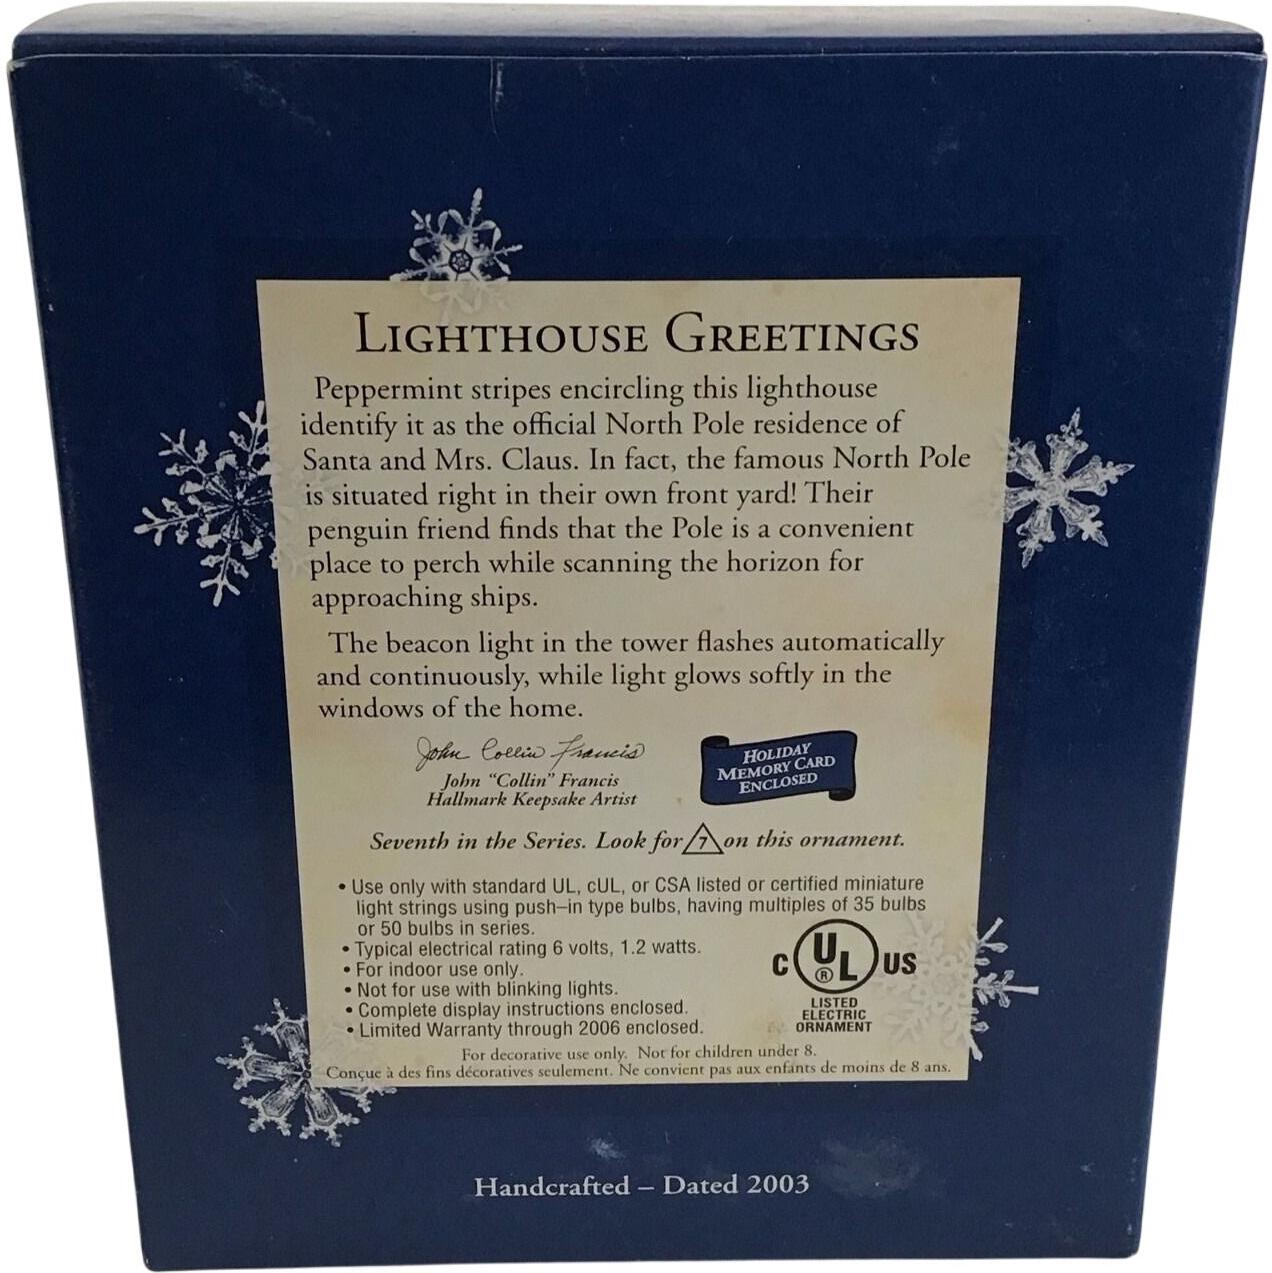 LIGHTHOUSE GREETINGS
Peppermint stripes encircling this lighthouse
identify it as the official North Pole residence of
Santa and Mrs. Claus. In fact, the famous North Pole
is situated right in their own front yard! Their
penguin friend finds that the Pole is a convenient
place to perch while scanning the horizon for
approaching ships.
The beacon light in the tower flashes automatically
and continuously, while light glows softly in the
windows of the home.
John Collin Francis
John “Collin” Francis
Hallmark Keepsake Artist
HOLIDAY
MEMORY CARD
ENCLOSED
Seventh in the Series. Look for 7 on this ornament.
• Use only with standard UL, cUL, or CSA listed or certified miniature
light strings using push–in type bulbs, having multiples of 35 bulbs
or 50 bulbs in series.
• Typical electrical rating 6 volts, 1.2 watts.
• For indoor use only.
• Not for use with blinking lights.
• Complete display instructions enclosed.
• Limited Warranty through 2006 enclosed.
C UL ® US
LISTED
ELECTRIC
ORNAMENT
For decorative use only. Not for children under 8.
Conçue à des fins décoratives seulement. Ne convient pas aux enfants de moins de 8 ans.
Handcrafted – Dated 2003